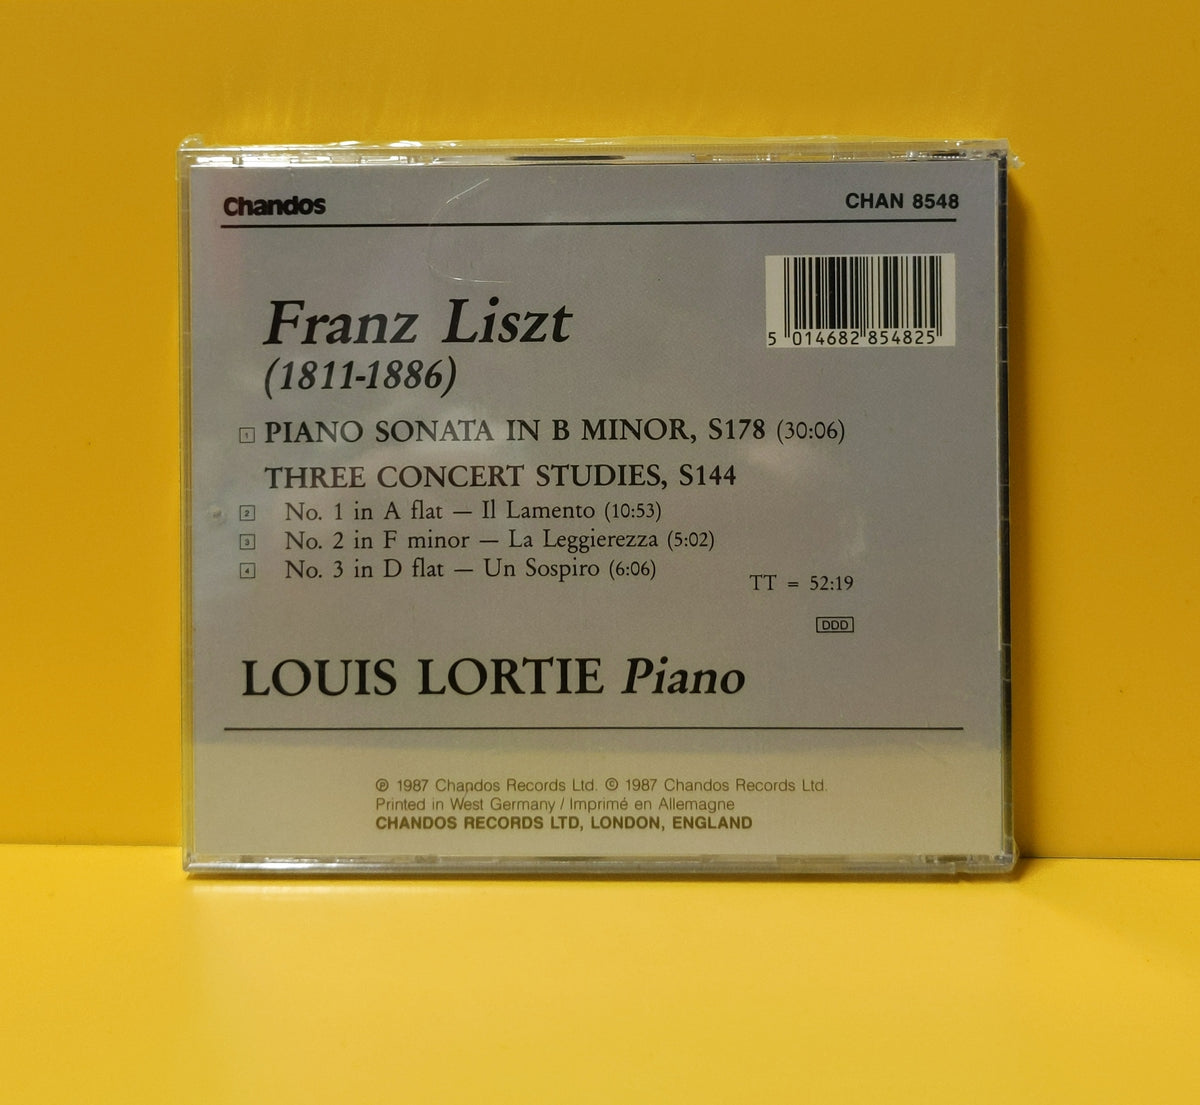 Chandos
CHAN 8548
5 014682 854825
Franz Liszt
(1811-1886)
1 PIANO SONATA IN B MINOR, S178 (30:06)
THREE CONCERT STUDIES, S144
2 No. 1 in A flat — Il Lamento (10:53)
3 No. 2 in F minor — La Leggierezza (5:02)
4 No. 3 in D flat — Un Sospiro (6:06)
TT = 52:19
DDD
LOUIS LORTIE Piano
℗ 1987 Chandos Records Ltd. © 1987 Chandos Records Ltd.
Printed in West Germany / Imprimé en Allemagne
CHANDOS RECORDS LTD, LONDON, ENGLAND